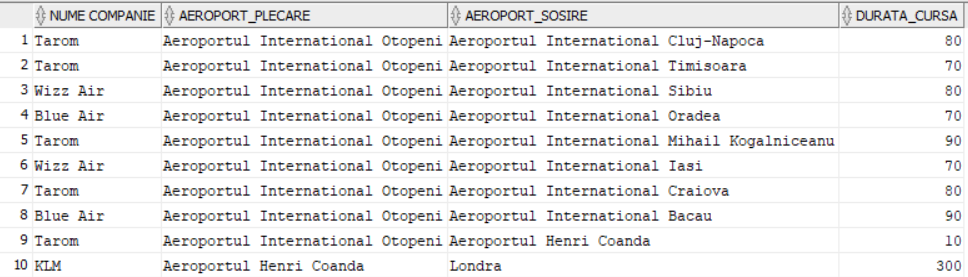 NUME COMPANIE AEROPORT_PLECARE AEROPORT_SOSIRE DURATA_CURSA
1 Tarom Aeroportul International Otopeni Aeroportul International Cluj-Napoca 80
2 Tarom Aeroportul International Otopeni Aeroportul International Timisoara 70
3 Wizz Air Aeroportul International Otopeni Aeroportul International Sibiu 80
4 Blue Air Aeroportul International Otopeni Aeroportul International Oradea 70
5 Tarom Aeroportul International Otopeni Aeroportul International Mihail Kogalniceanu 90
6 Wizz Air Aeroportul International Otopeni Aeroportul International Iasi 70
7 Tarom Aeroportul International Otopeni Aeroportul International Craiova 80
8 Blue Air Aeroportul International Otopeni Aeroportul International Bacau 90
9 Tarom Aeroportul International Otopeni Aeroportul Henri Coanda 10
10 KLM Aeroportul Henri Coanda Londra 300